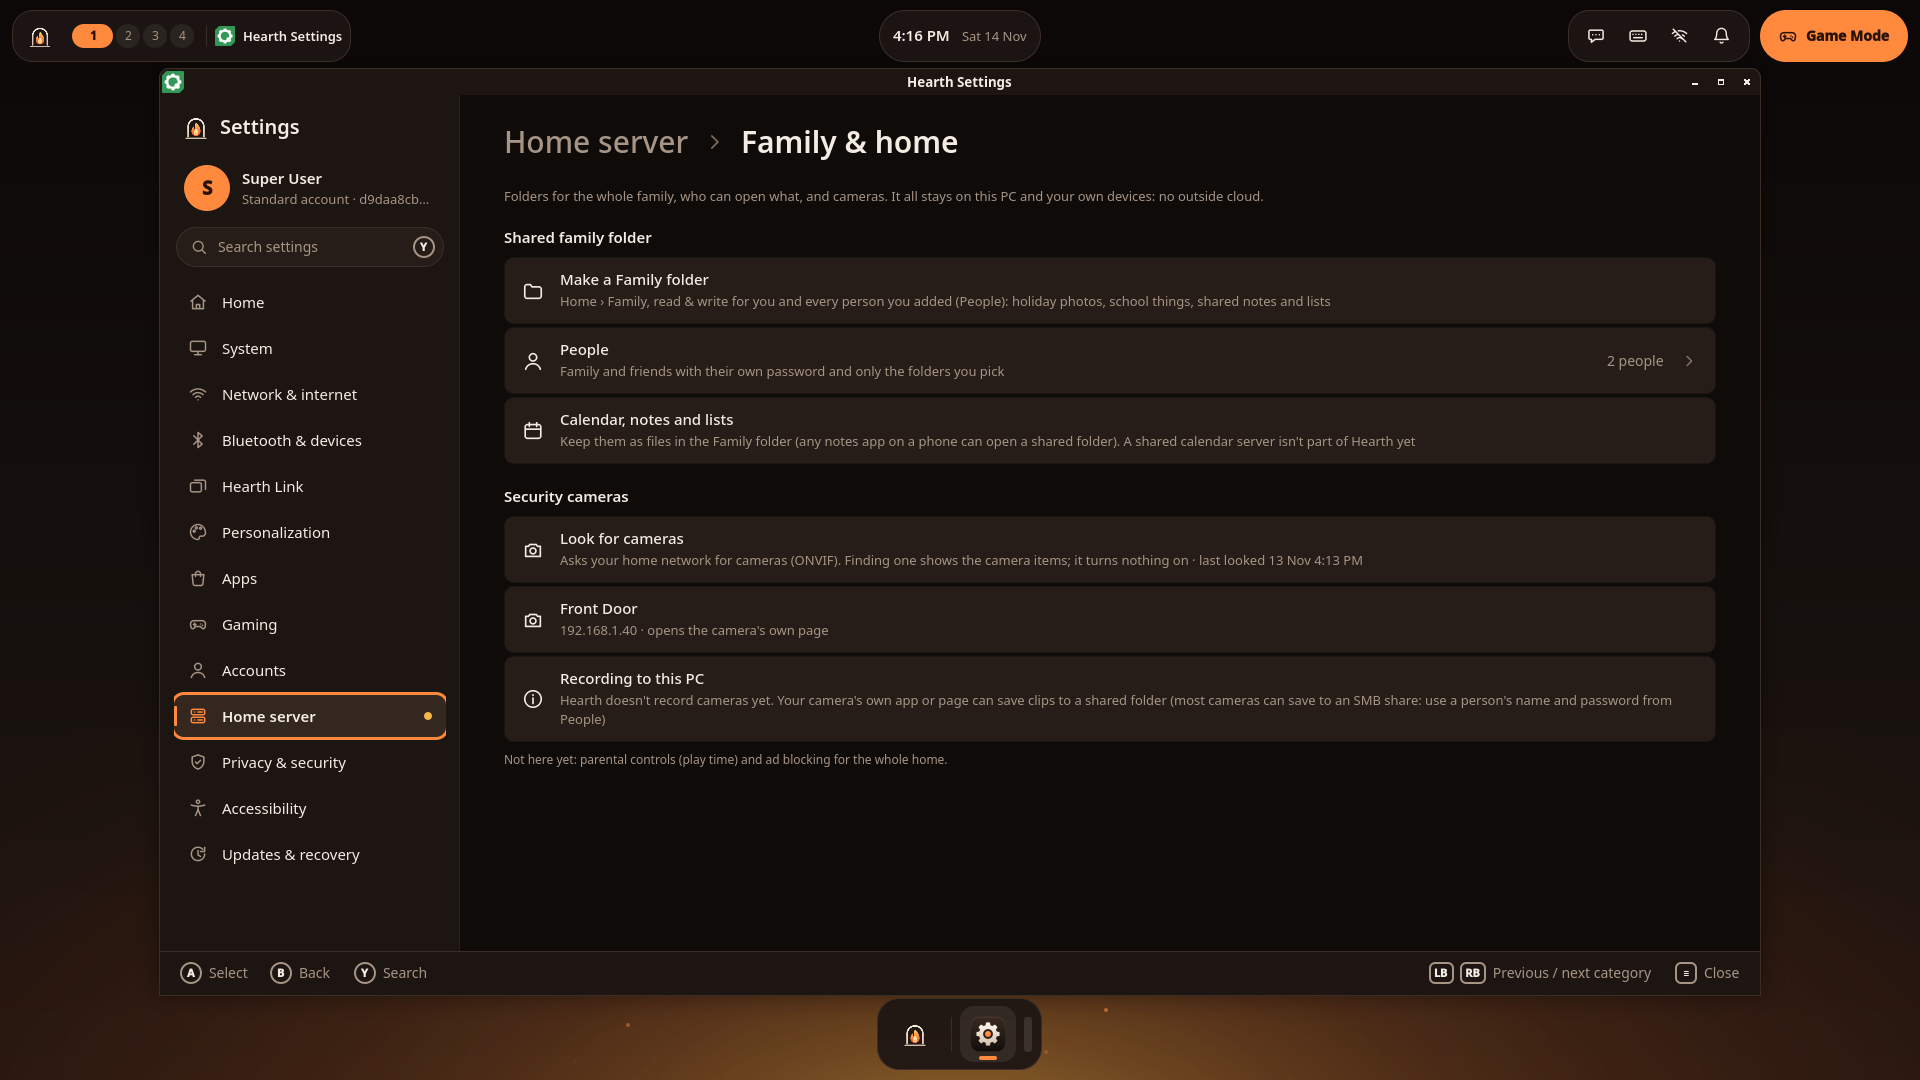 1 2 3 4 Hearth Settings
4:16 PM Sat 14 Nov
Game Mode
Hearth Settings
Settings
S
Super User
Standard account · d9daa8cb...
Search settings Y
Home
System
Network & internet
Bluetooth & devices
Hearth Link
Personalization
Apps
Gaming
Accounts
Home server
Privacy & security
Accessibility
Updates & recovery
Home server > Family & home
Folders for the whole family, who can open what, and cameras. It all stays on this PC and your own devices: no outside cloud.
Shared family folder
Make a Family folder
Home › Family, read & write for you and every person you added (People): holiday photos, school things, shared notes and lists
People
Family and friends with their own password and only the folders you pick
2 people
Calendar, notes and lists
Keep them as files in the Family folder (any notes app on a phone can open a shared folder). A shared calendar server isn't part of Hearth yet
Security cameras
Look for cameras
Asks your home network for cameras (ONVIF). Finding one shows the camera items; it turns nothing on · last looked 13 Nov 4:13 PM
Front Door
192.168.1.40 · opens the camera's own page
Recording to this PC
Hearth doesn't record cameras yet. Your camera's own app or page can save clips to a shared folder (most cameras can save to an SMB share: use a person's name and password from
People)
Not here yet: parental controls (play time) and ad blocking for the whole home.
A Select B Back Y Search
LB RB Previous / next category ≡ Close